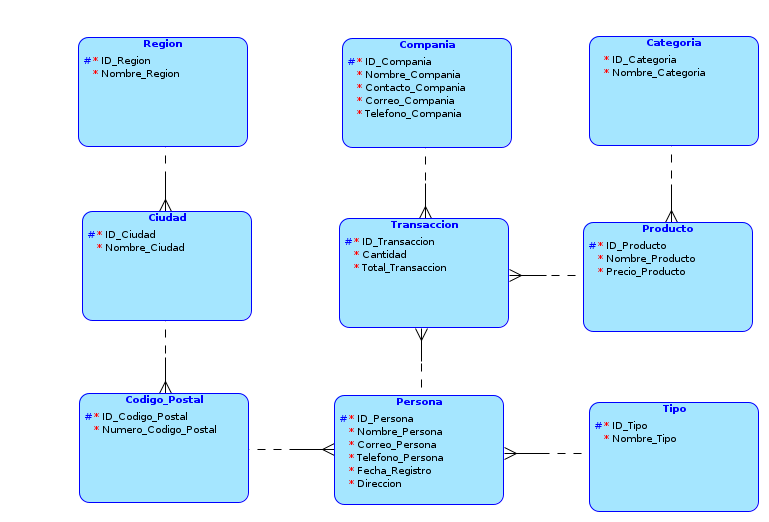 Region
#* ID_Region
* Nombre_Region
Compania
#* ID_Compania
* Nombre_Compania
* Contacto_Compania
* Correo_Compania
* Telefono_Compania
Categoria
* ID_Categoria
* Nombre_Categoria
Ciudad
#* ID_Ciudad
* Nombre_Ciudad
Transaccion
#* ID_Transaccion
* Cantidad
* Total_Transaccion
Producto
#* ID_Producto
* Nombre_Producto
* Precio_Producto
Codigo_Postal
#* ID_Codigo_Postal
* Numero_Codigo_Postal
Persona
#* ID_Persona
* Nombre_Persona
* Correo_Persona
* Telefono_Persona
* Fecha_Registro
* Direccion
Tipo
#* ID_Tipo
* Nombre_Tipo